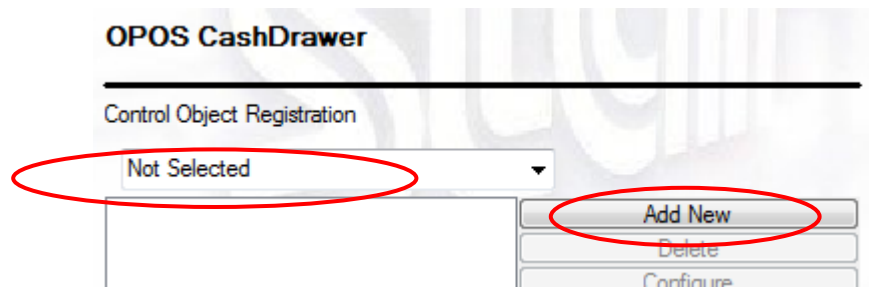 OPOS CashDrawer
Control Object Registration
Not Selected
Add New
Delete
Configure